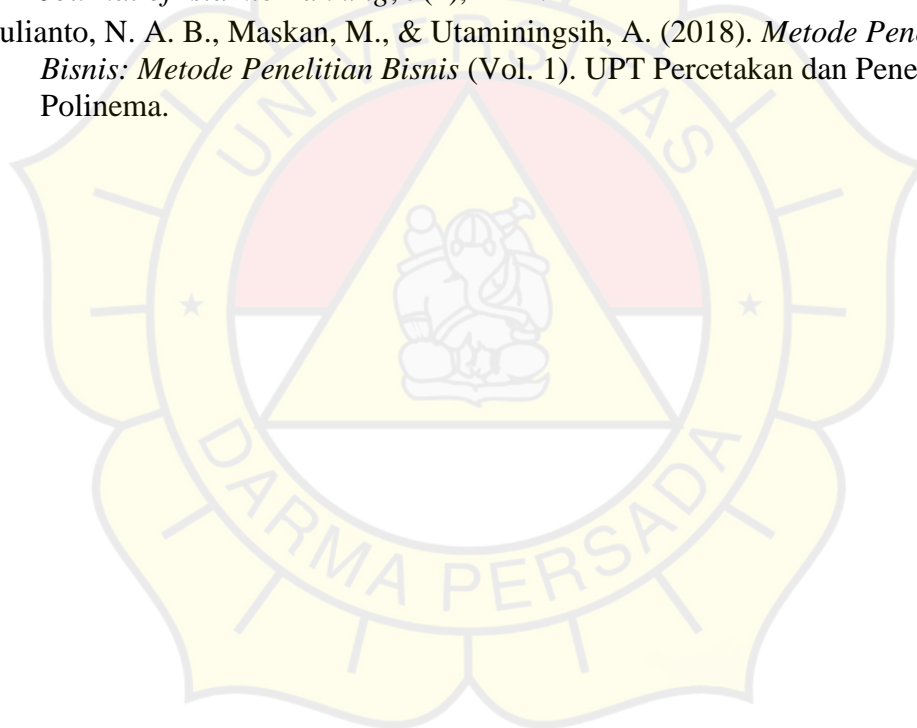 ulianto, N. A. B., Maskan, M., & Utaminingsih, A. (2018). Metode Pene
Bisnis: Metode Penelitian Bisnis (Vol. 1). UPT Percetakan dan Pene
Polinema.
UNIVERSITAS
DARMA PERSADA